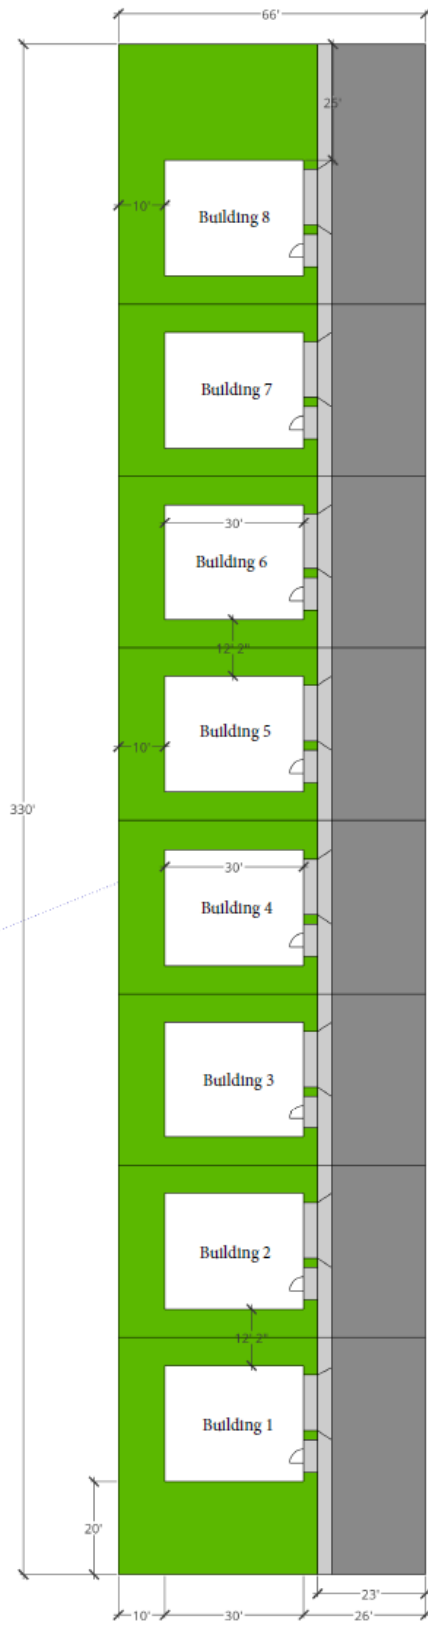 66'
25'
Building 8
10'
Building 7
30'
Building 6
12' 2"
Building 5
10'
330'
30'
Building 4
Building 3
Building 2
12' 2"
Building 1
20'
23'
10'
30'
26'